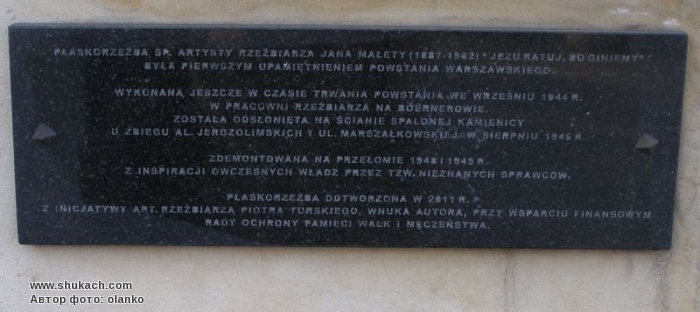 PŁASKORZEŹBA ŚP. ARTYSTY RZEŹBIARZA JANA MAŁETY (1887-1962) "JEZU RATUJ, BO GINIEMY"
BYŁA PIERWSZYM UPAMIĘTNIENIEM POWSTANIA WARSZAWSKIEGO.
WYKONANA JESZCZE W CZASIE TRWANIA POWSTANIA WE WRZEŚNIU 1944 R.
W PRACOWNI RZEŹBIARZA NA BOERNEROWIE.
ZOSTAŁA ODSŁONIĘTA NA ŚCIANIE SPALONEJ KAMIENICY
U ZBIEGU AL. JEROZOLIMSKICH I UL. MARSZAŁKOWSKIEJ W SIERPNIU 1945 R.
ZDEMONTOWANA NA PRZEŁOMIE 1948 I 1949 R.
Z INSPIRACJI ÓWCZESNYCH WŁADZ PRZEZ TZW. NIEZNANYCH SPRAWCÓW.
PŁASKORZEŹBA ODTWORZONA W 2011 R.
Z INICJATYWY ART. RZEŹBIARZA PIOTRA TURSKIEGO, WNUKA AUTORA, PRZY WSPARCIU FINANSOWYM
RADY OCHRONY PAMIĘCI WALK I MĘCZEŃSTWA.
www.shukach.com
Автор фото: olanko